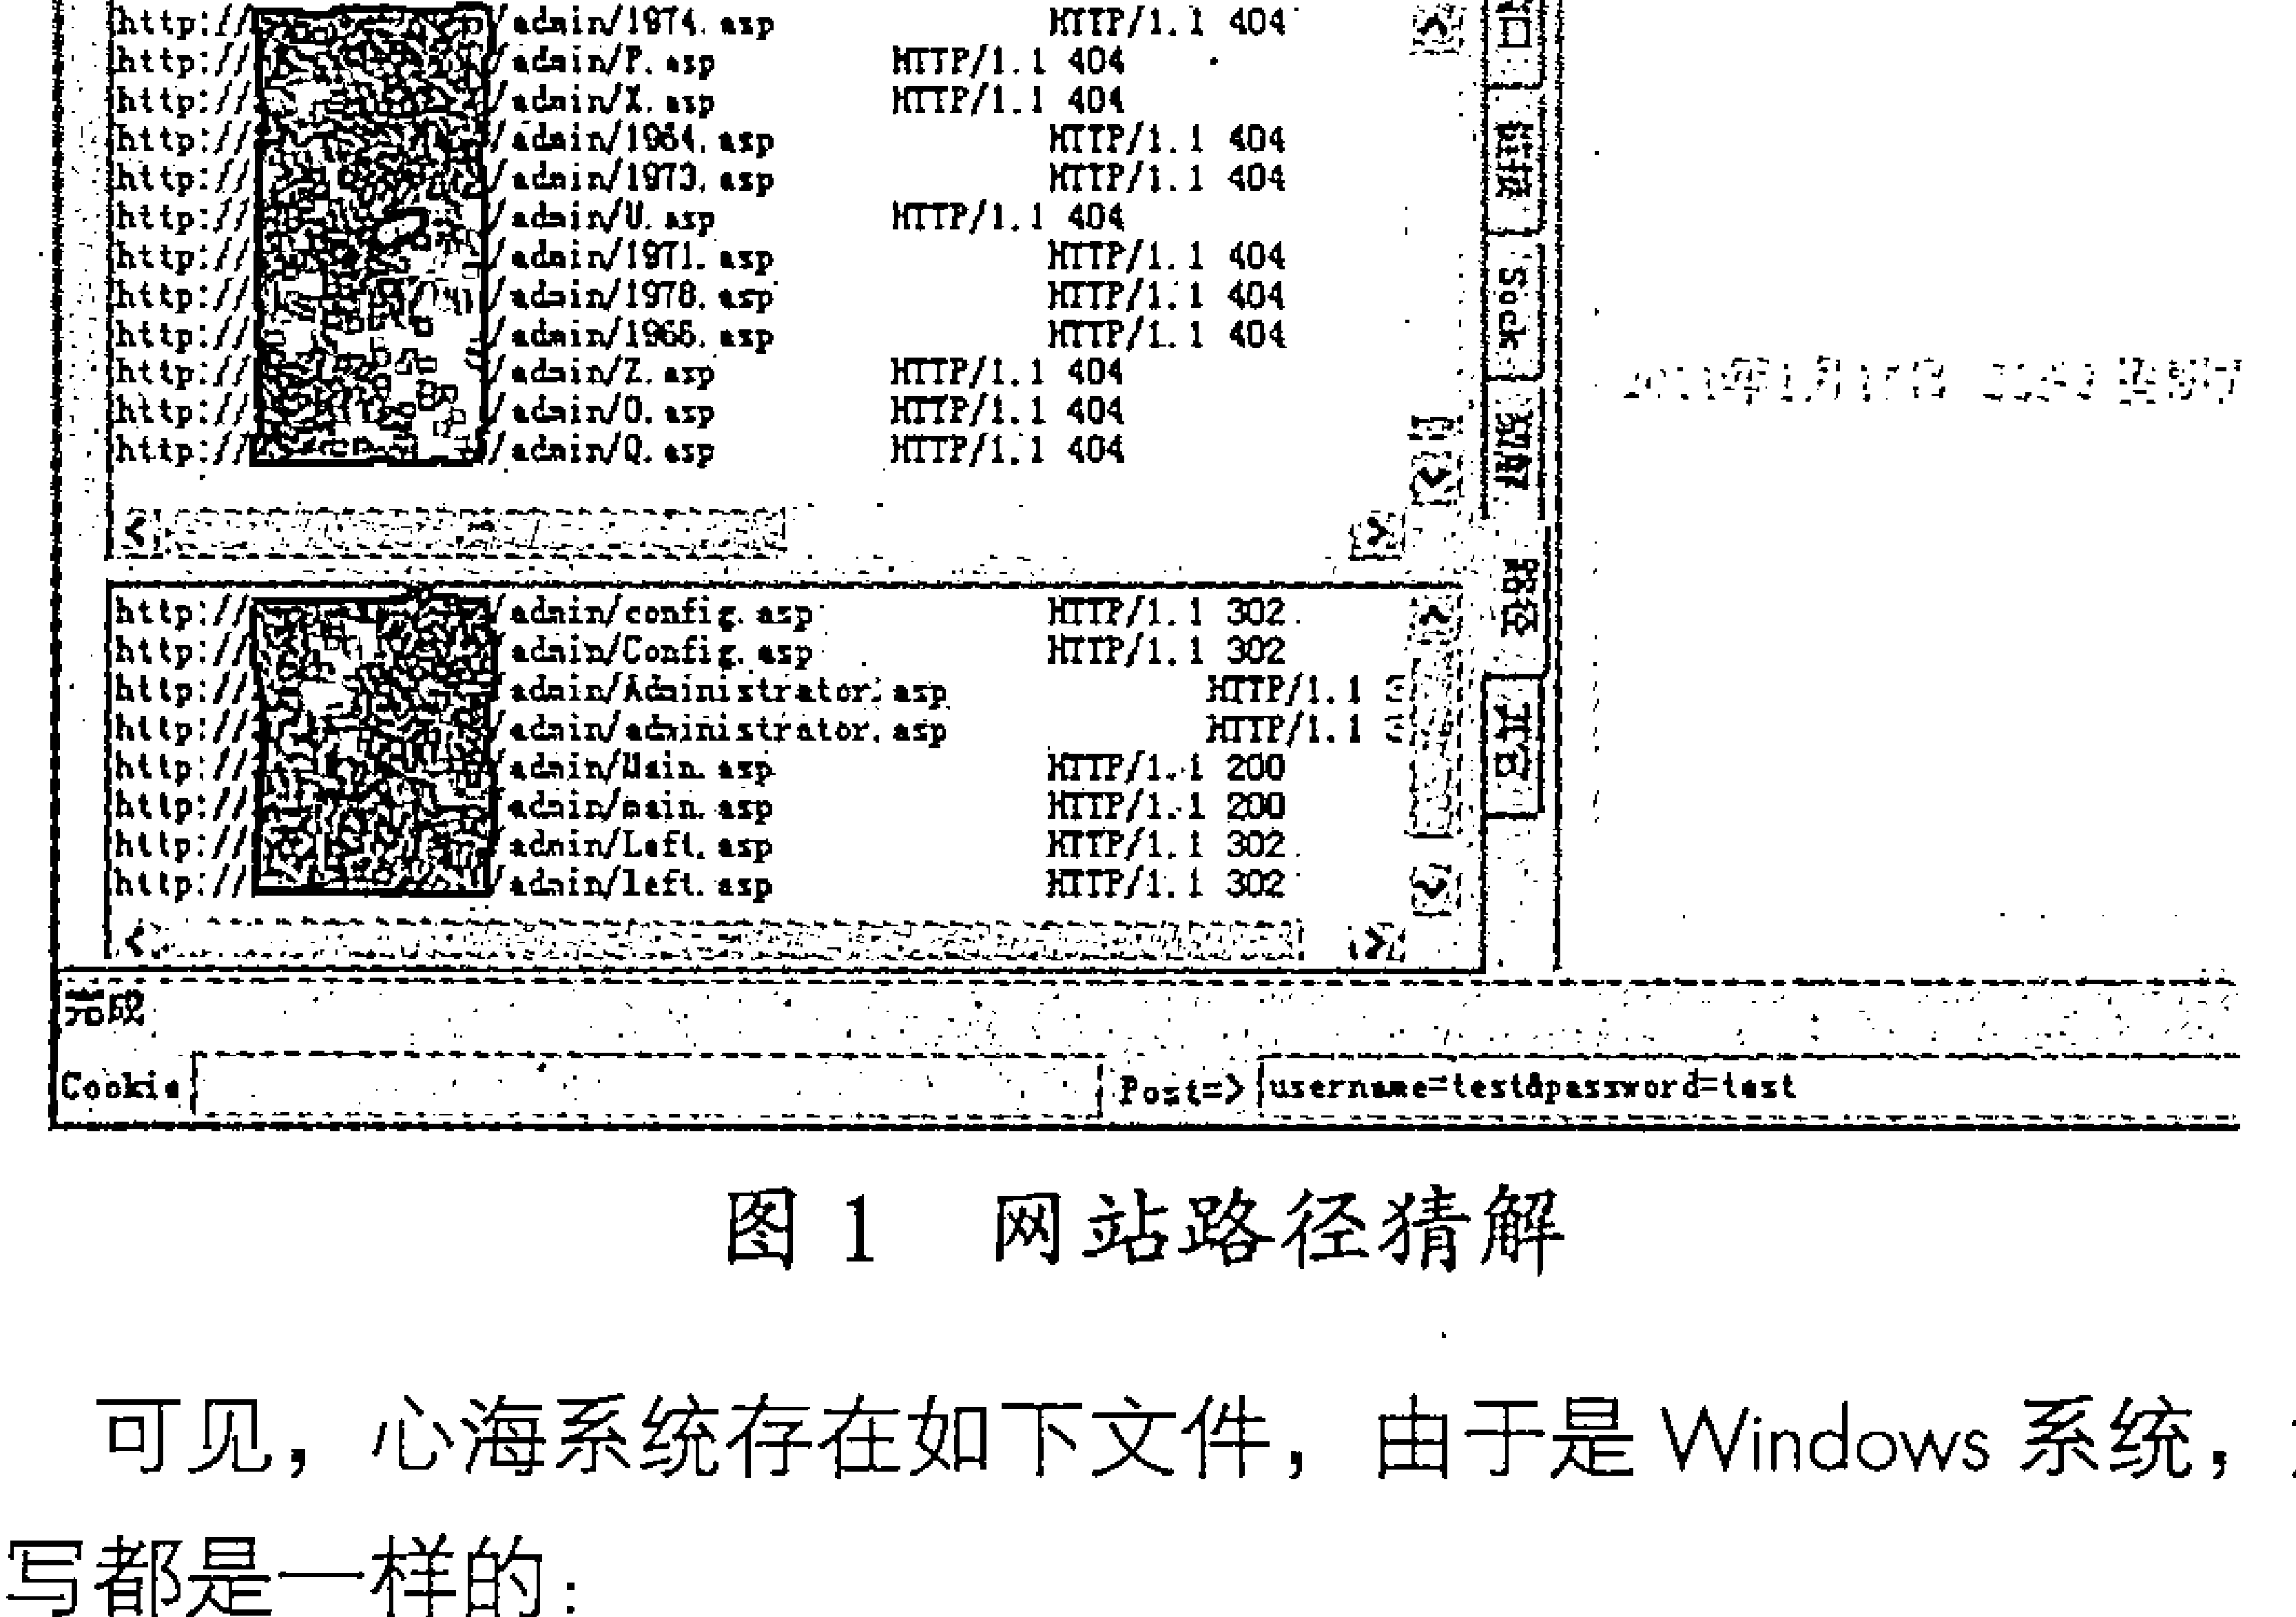 http:// /admin/1974.asp HTTP/1.1 404
http:// /admin/P.asp HTTP/1.1 404
http:// /admin/X.asp HTTP/1.1 404
http:// /admin/1964.asp HTTP/1.1 404
http:// /admin/1973.asp HTTP/1.1 404
http:// /admin/U.asp HTTP/1.1 404
http:// /admin/1971.asp HTTP/1.1 404
http:// /admin/1978.asp HTTP/1.1 404
http:// /admin/1966.asp HTTP/1.1 404
http:// /admin/Z.asp HTTP/1.1 404
http:// /admin/O.asp HTTP/1.1 404
http:// /admin/Q.asp HTTP/1.1 404
http:// /admin/config.asp HTTP/1.1 302
http:// /admin/Config.asp HTTP/1.1 302
http:// /admin/Administrator.asp HTTP/1.1 3
http:// /admin/administrator.asp HTTP/1.1 3
http:// /admin/Main.asp HTTP/1.1 200
http:// /admin/main.asp HTTP/1.1 200
http:// /admin/Left.asp HTTP/1.1 302
http:// /admin/left.asp HTTP/1.1 302
Sock
路径
其它
完成
Cookie Post=> username=test&password=test
图 1 网站路径猜解
可见，心海系统存在如下文件，由于是 Windows 系统，
写都是一样的：